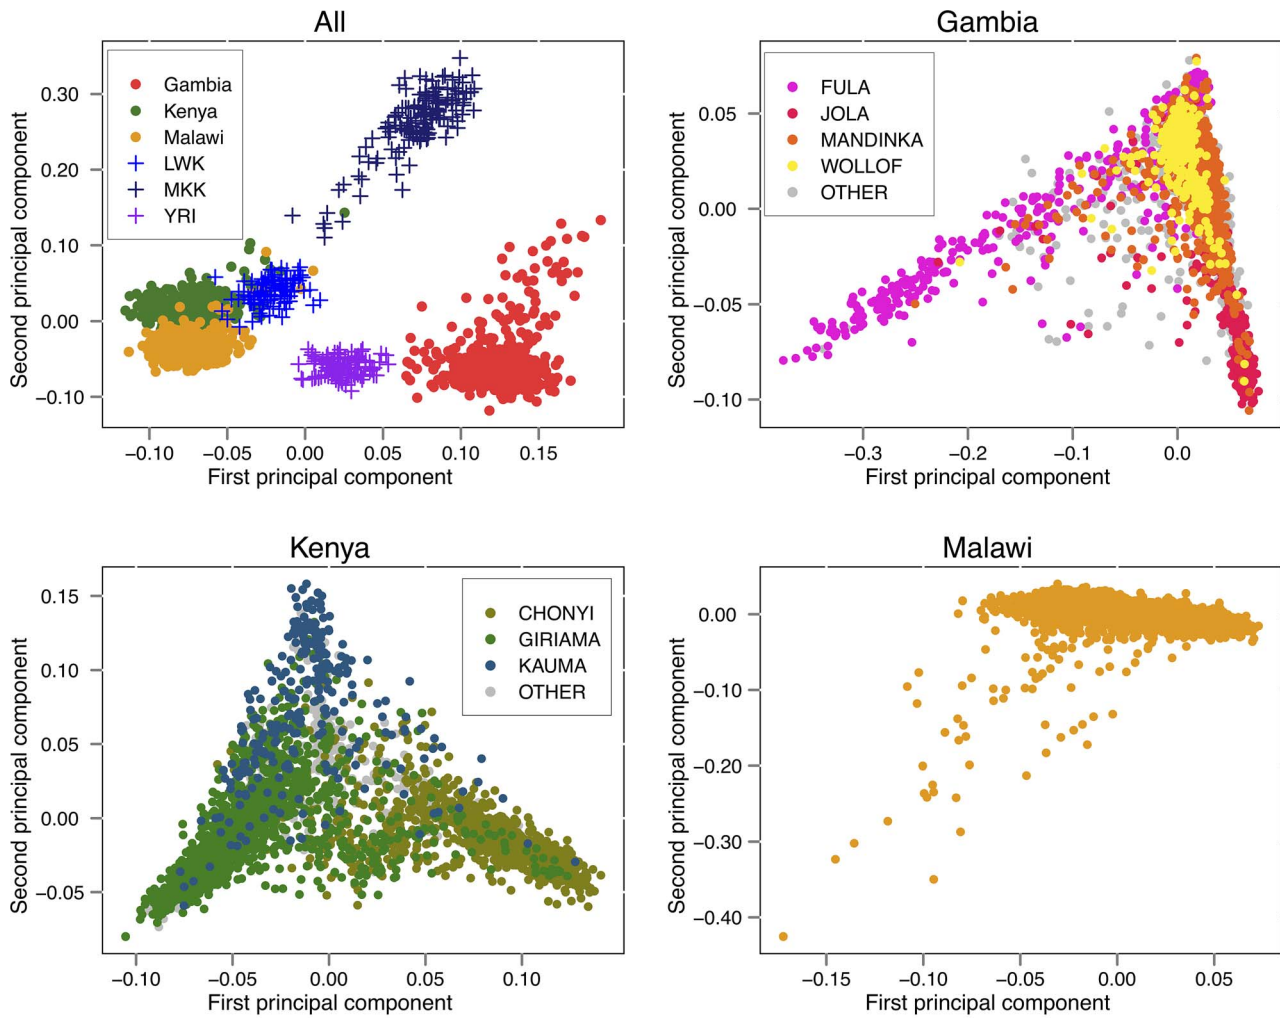 All
Gambia
Kenya
Malawi
LWK
MKK
YRI
0.30
0.20
0.10
0.00
−0.10
−0.10
−0.05
0.00
0.05
0.10
0.15
First principal component
Second principal component
Gambia
FULA
JOLA
MANDINKA
WOLLOF
OTHER
0.05
0.00
−0.05
−0.10
−0.3
−0.2
−0.1
0.0
First principal component
Second principal component
Kenya
CHONYI
GIRIAMA
KAUMA
OTHER
0.15
0.10
0.05
0.00
−0.05
−0.10
−0.05
0.00
0.05
0.10
First principal component
Second principal component
Malawi
0.00
−0.10
−0.20
−0.30
−0.40
−0.15
−0.10
−0.05
0.00
0.05
First principal component
Second principal component